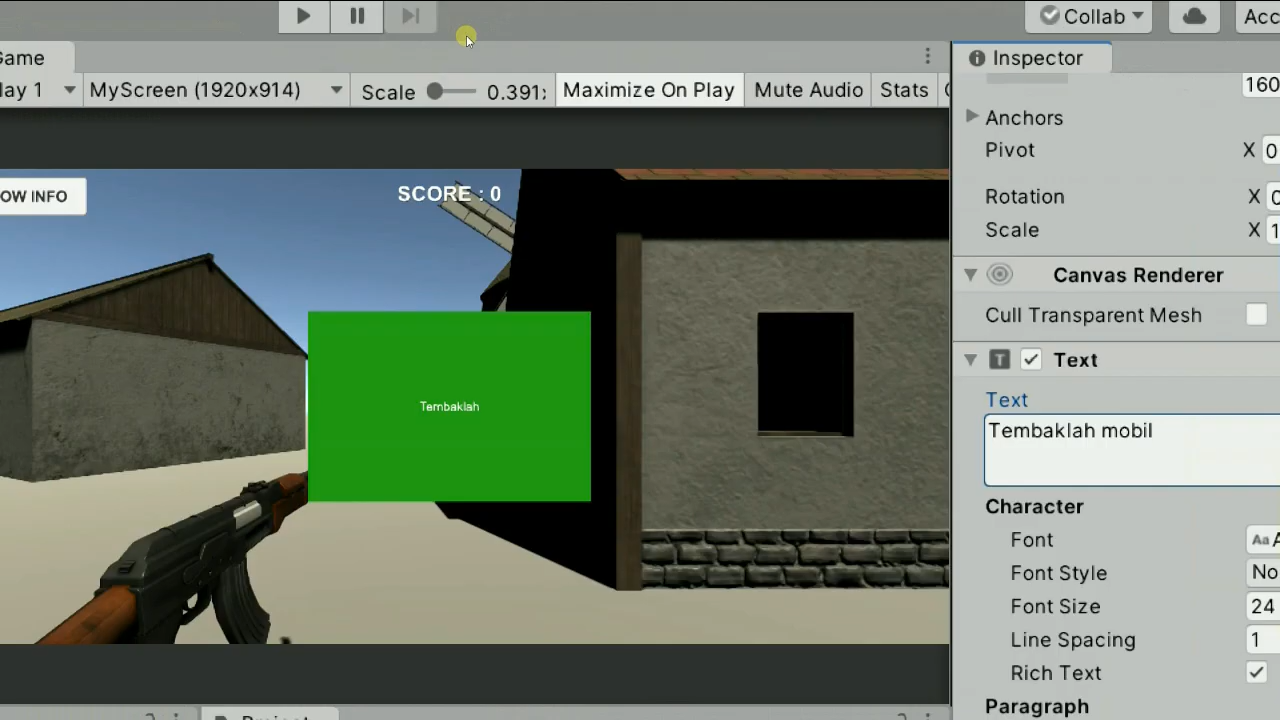 Collab
Acc
Game
lay 1
MyScreen (1920x914)
Scale
0.391:
Maximize On Play
Mute Audio
Stats
Inspector
160
Anchors
Pivot
X 0
Rotation
X 0
Scale
X 1
OW INFO
SCORE : 0
Tembaklah
Canvas Renderer
Cull Transparent Mesh
Text
Text
Tembaklah mobil
Character
Font
Aa A
Font Style
No
Font Size
24
Line Spacing
1
Rich Text
Paragraph
Project